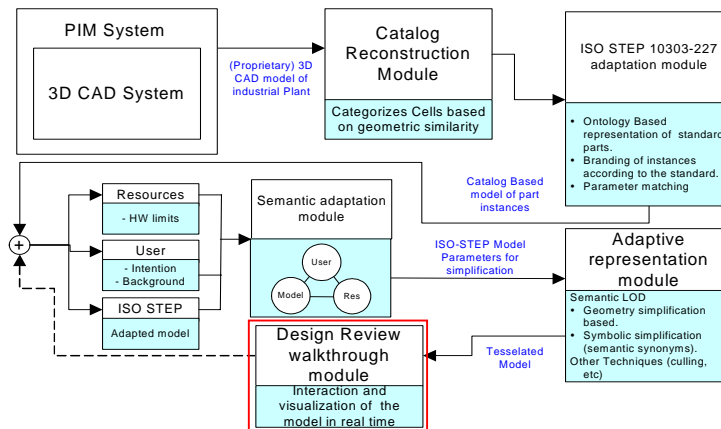 PIM System
3D CAD System
(Proprietary) 3D
CAD model of
industrial Plant
Catalog
Reconstruction
Module
Categorizes Cells based
on geometric similarity
ISO STEP 10303-227
adaptation module
• Ontology Based
representation of standard
parts.
• Branding of instances
according to the standard.
• Parameter matching
Catalog Based
model of part
instances
Resources
- HW limits
User
- Intention
- Background
ISO STEP
Adapted model
+
Semantic adaptation
module
User
Model
Res
ISO-STEP Model
Parameters for
simplification
Adaptive
representation
module
Semantic LOD
• Geometry simplification
based.
• Symbolic simplification
(semantic synonyms).
Other Techniques (culling,
etc)
Tesselated
Model
Design Review
walkthrough
module
Interaction and
visualization of the
model in real time